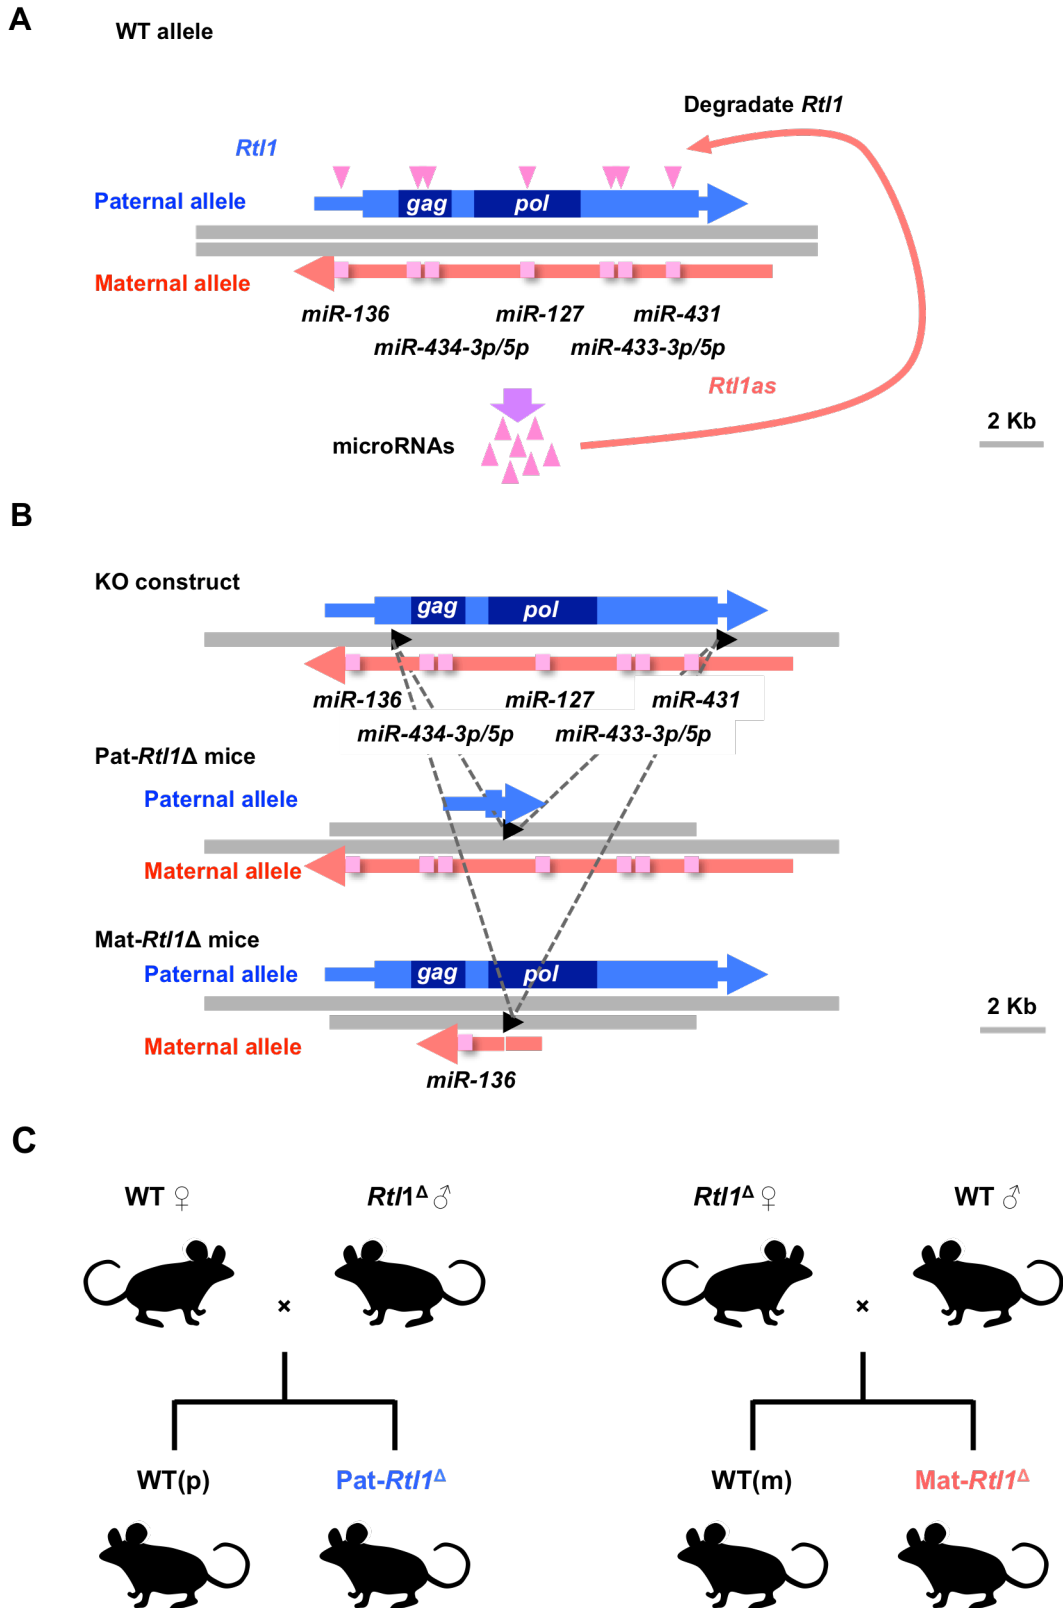 A
WT allele
Degradate Rtl1
Rtl1
Paternal allele
gag pol
Maternal allele
miR-136 miR-127 miR-431
miR-434-3p/5p miR-433-3p/5p
Rtl1as
2 Kb
microRNAs
B
KO construct
gag pol
miR-136 miR-127 miR-431
miR-434-3p/5p miR-433-3p/5p
Pat-Rtl1Δ mice
Paternal allele
Maternal allele
Mat-Rtl1Δ mice
Paternal allele gag pol
2 Kb
Maternal allele
miR-136
C
WT ♀ Rtl1Δ ♂ Rtl1Δ ♀ WT ♂
× ×
WT(p) Pat-Rtl1Δ WT(m) Mat-Rtl1Δ